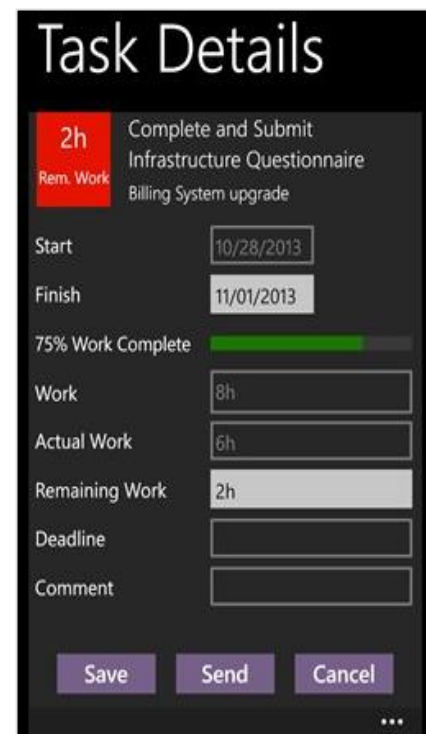 Task Details
2h
Rem. Work
Complete and Submit
Infrastructure Questionnaire
Billing System upgrade
Start 10/28/2013
Finish 11/01/2013
75% Work Complete
Work 8h
Actual Work 6h
Remaining Work 2h
Deadline
Comment
Save Send Cancel
...